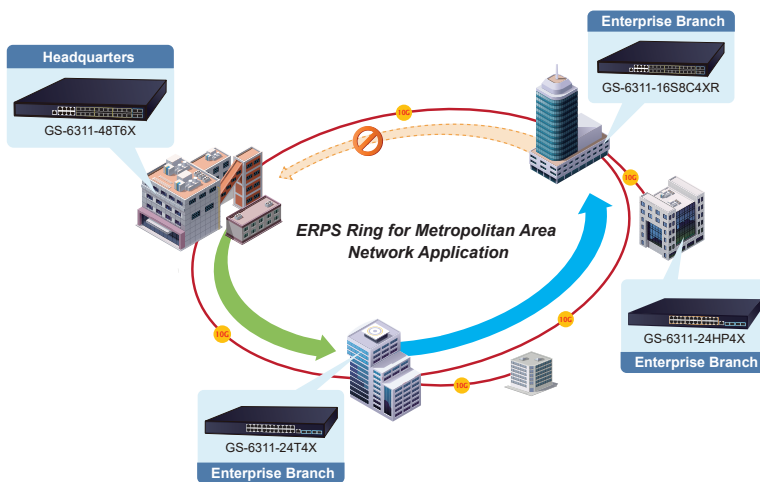 Enterprise Branch
GS-6311-16S8C4XR
Headquarters
GS-6311-48T6X
10G
10G
ERPS Ring for Metropolitan Area
Network Application
GS-6311-24HP4X
Enterprise Branch
10G
10G
10G
GS-6311-24T4X
Enterprise Branch